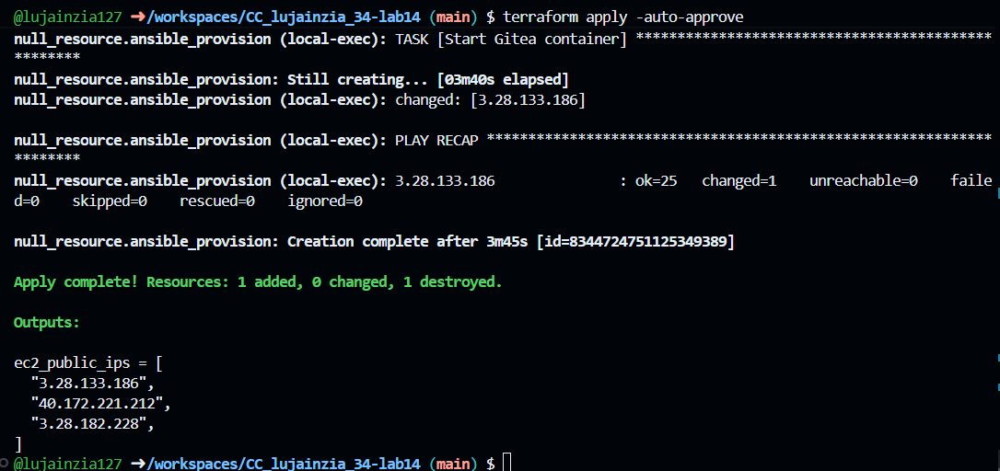 @lujainzia127 ➜/workspaces/CC_lujainzia_34-lab14 (main) $ terraform apply -auto-approve
null_resource.ansible_provision (local-exec): TASK [Start Gitea container] *******************************************
********
null_resource.ansible_provision: Still creating... [03m40s elapsed]
null_resource.ansible_provision (local-exec): changed: [3.28.133.186]
null_resource.ansible_provision (local-exec): PLAY RECAP *************************************************************
********
null_resource.ansible_provision (local-exec): 3.28.133.186               : ok=25   changed=1    unreachable=0    faile
d=0    skipped=0    rescued=0    ignored=0
null_resource.ansible_provision: Creation complete after 3m45s [id=8344724751125349389]
Apply complete! Resources: 1 added, 0 changed, 1 destroyed.
Outputs:
ec2_public_ips = [
  "3.28.133.186",
  "40.172.221.212",
  "3.28.182.228",
]
@lujainzia127 ➜/workspaces/CC_lujainzia_34-lab14 (main) $